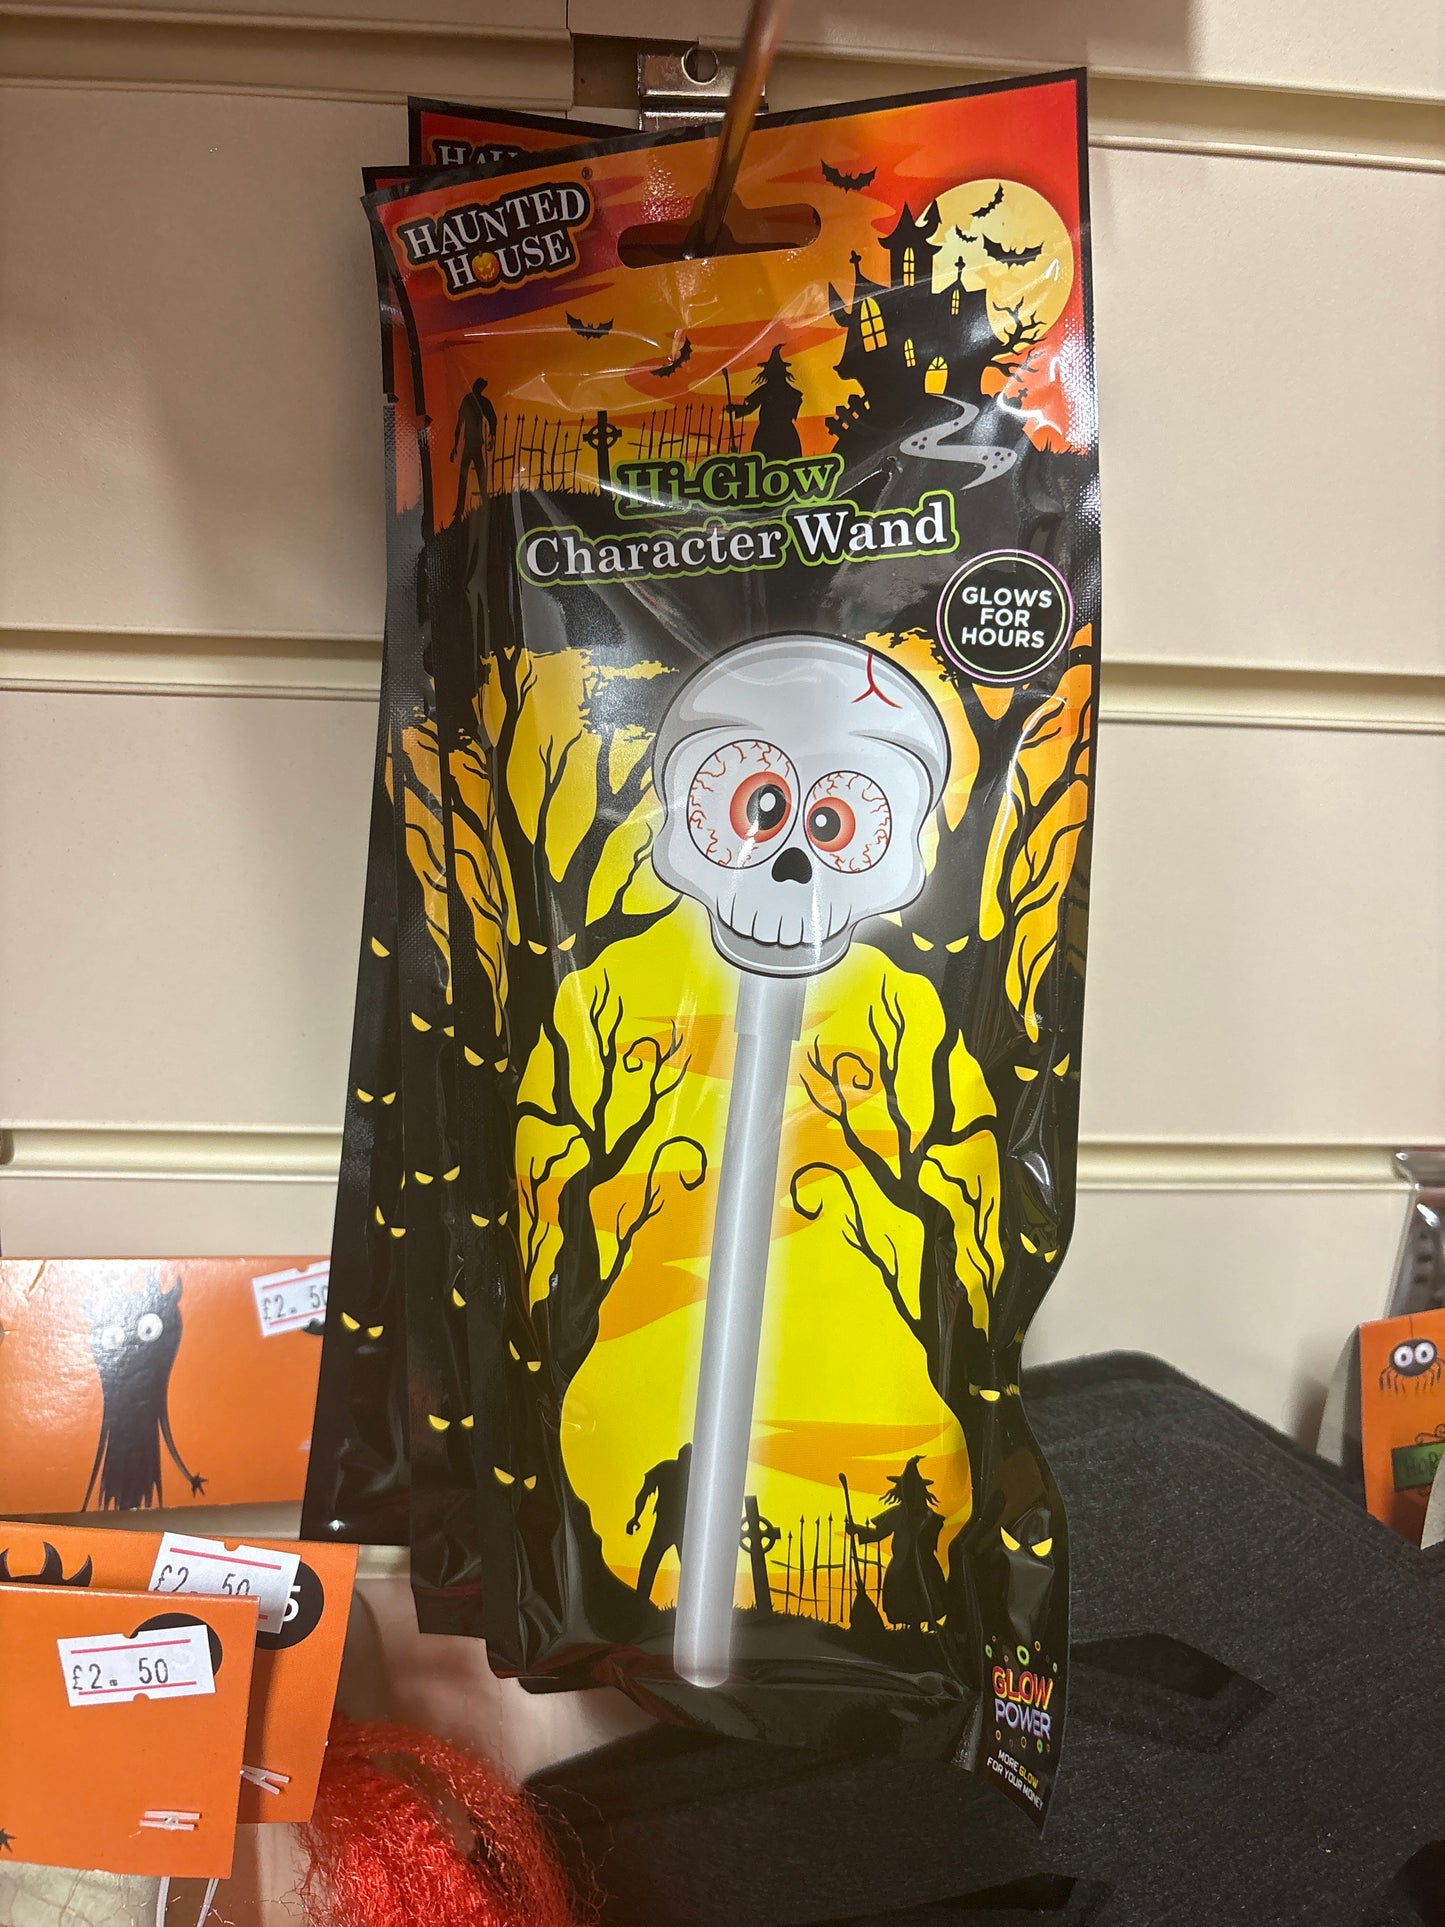 HAUNTED
HOUSE
®
Hi-Glow
Character Wand
GLOWS
FOR
HOURS
£2.50
£2.50
5
£2.50
GLOW
POWER
MORE GLOW
FOR YOUR MONEY